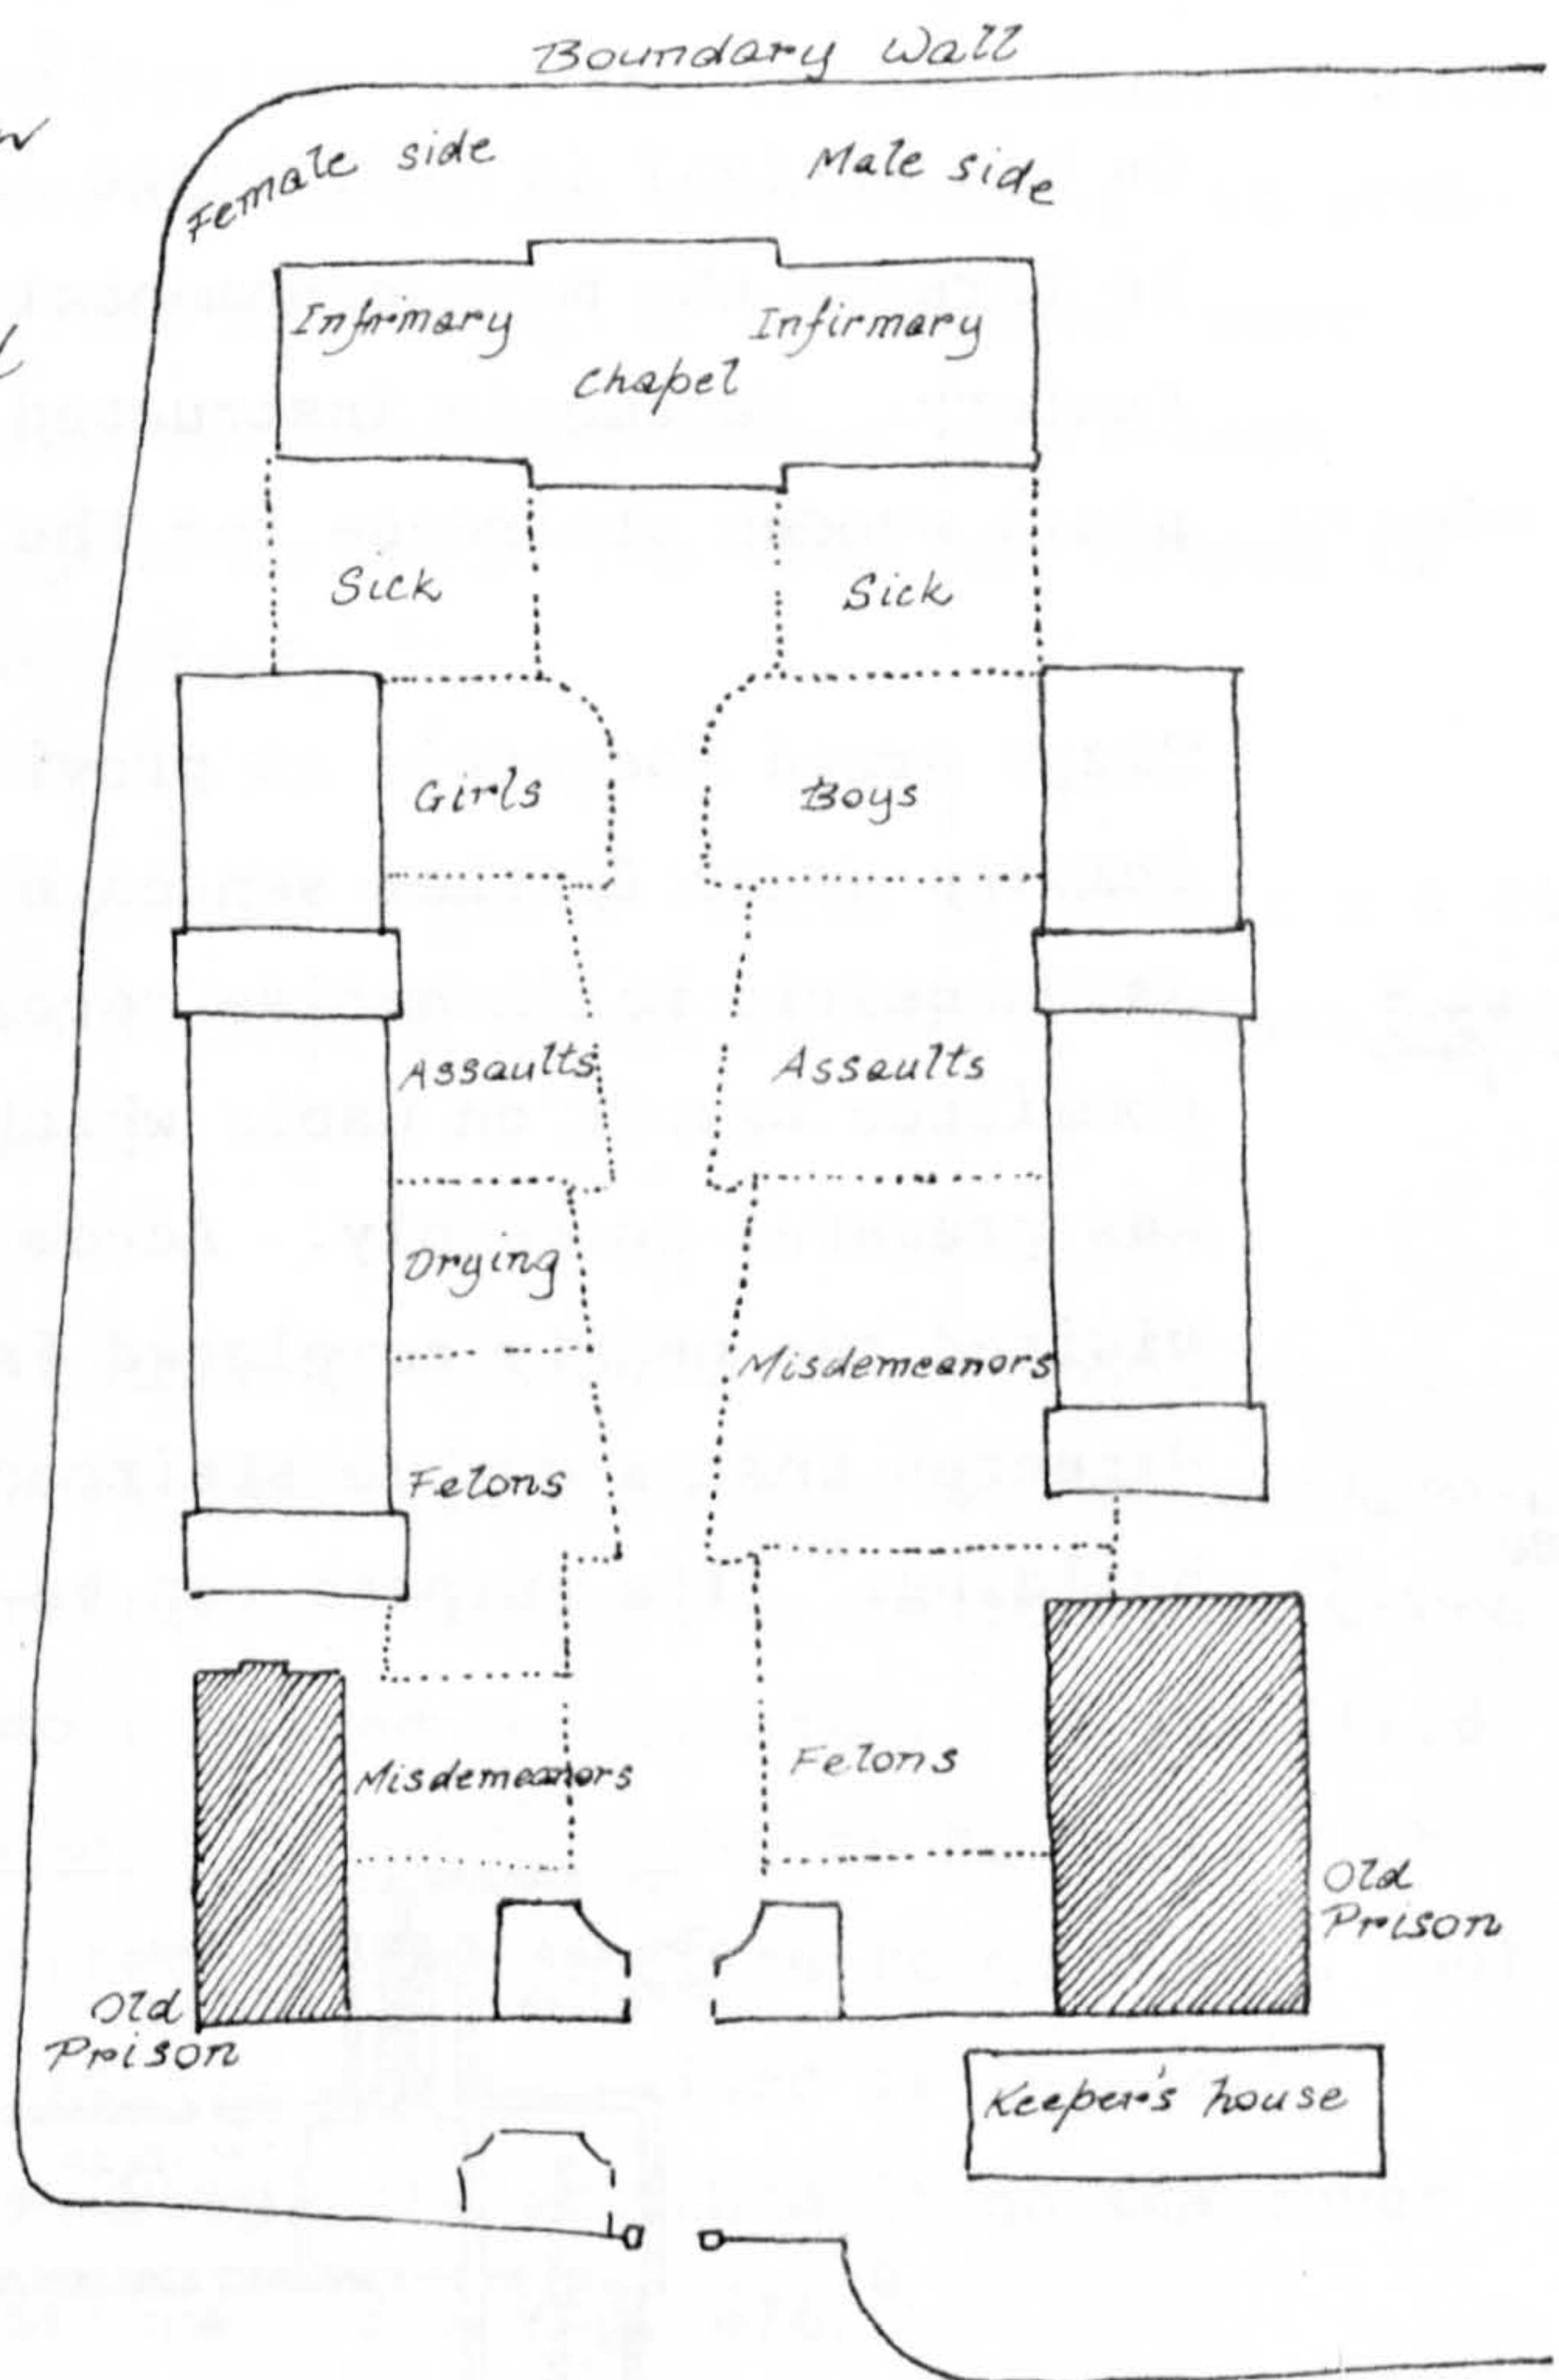 Boundary Wall
Female side
Male side
Infirmary
Infirmary
Chapel
Sick
Sick
Girls
Boys
Assaults
Assaults
Drying
Misdemeanors
Felons
Misdemeanors
Felons
Old
Prison
Old
Prison
Keeper's house